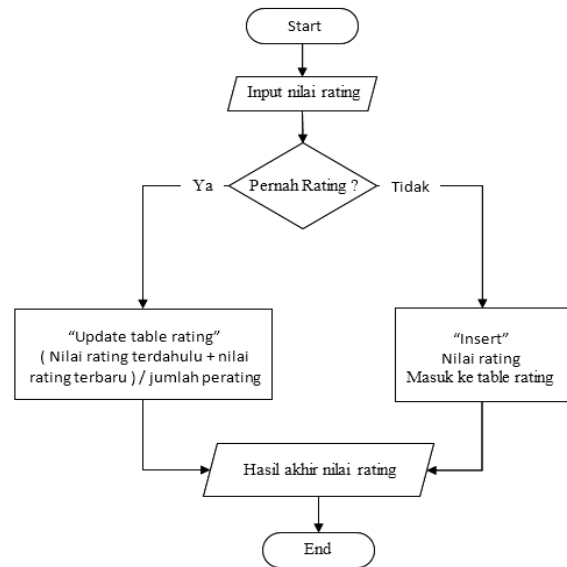 Start
Input nilai rating
Pernah Rating ?
Ya
Tidak
“Update table rating”
( Nilai rating terdahulu + nilai
rating terbaru ) / jumlah perating
“Insert”
Nilai rating
Masuk ke table rating
Hasil akhir nilai rating
End